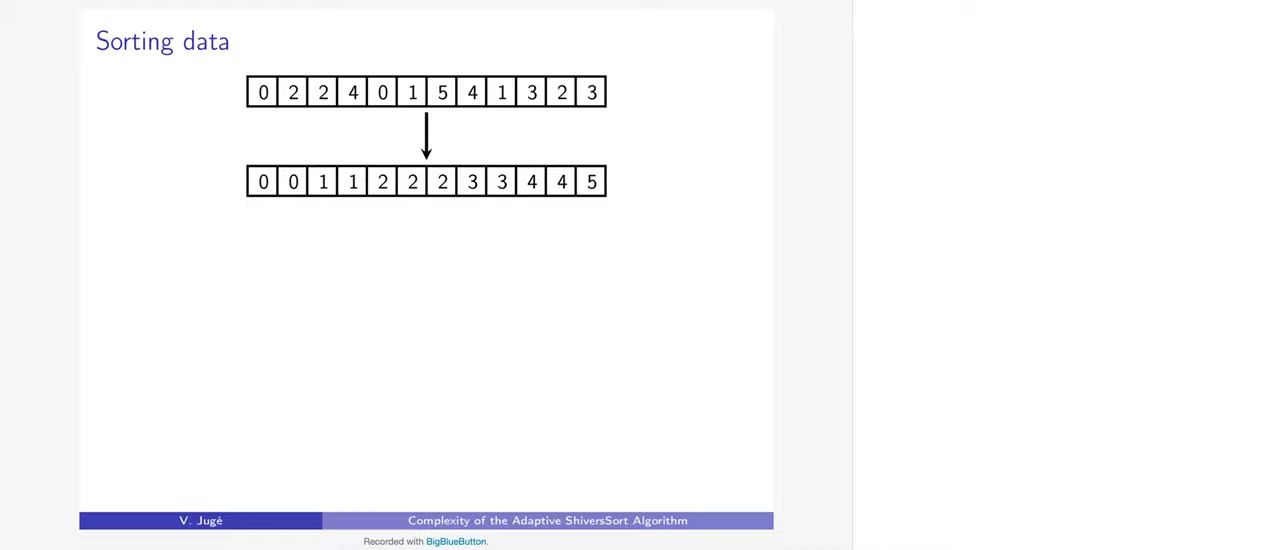 Sorting data
0 2 2 4 0 1 5 4 1 3 2 3
0 0 1 1 2 2 2 3 3 4 4 5
V. Jugé Complexity of the Adaptive ShiversSort Algorithm
Recorded with BigBlueButton.